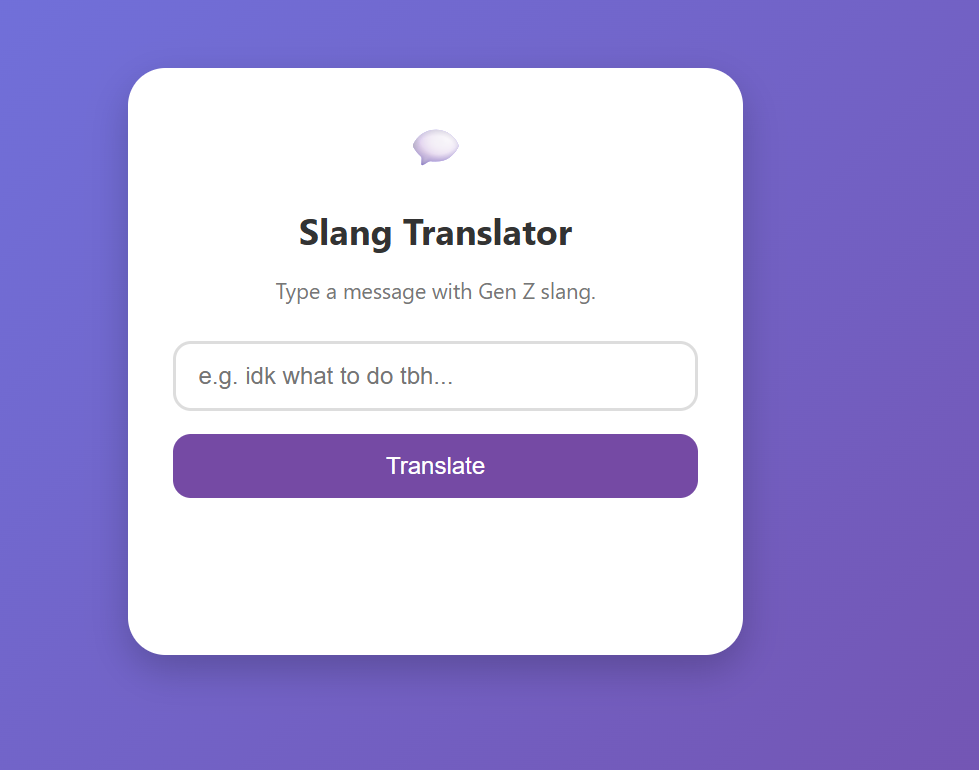 Slang Translator
Type a message with Gen Z slang.
e.g. idk what to do tbh...
Translate